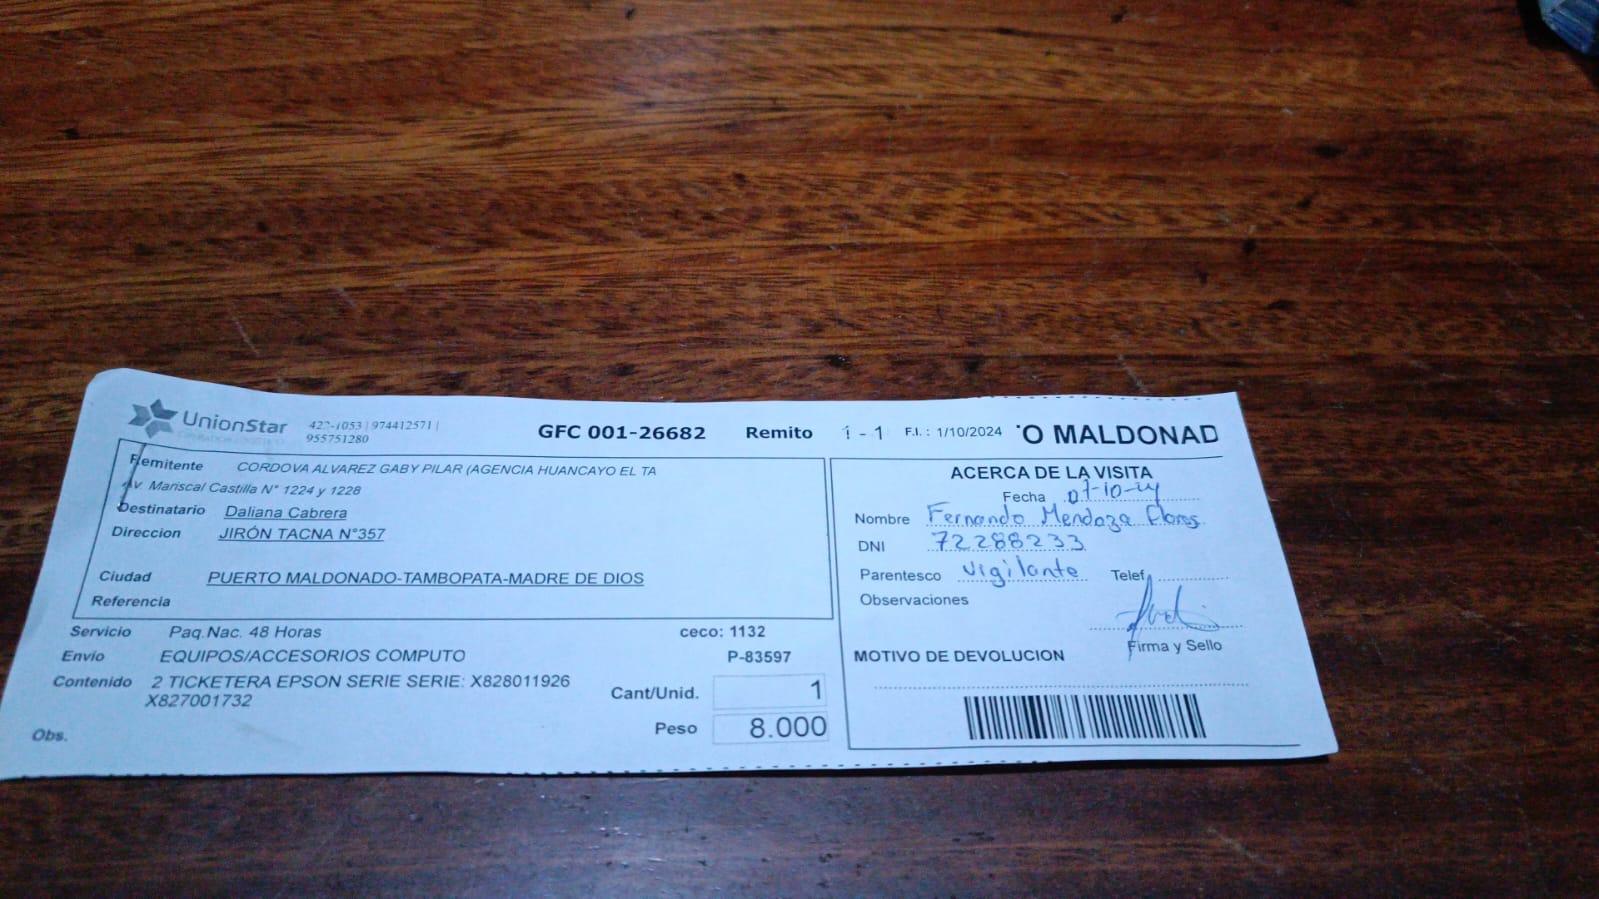 UnionStar 422-1053 | 974412571 |
955751280
GFC 001-26682 Remito 1 - 1 F.I. : 1/10/2024 'O MALDONAD
Remitente CORDOVA ALVAREZ GABY PILAR (AGENCIA HUANCAYO EL TA
Av. Mariscal Castilla N° 1224 y 1228
Destinatario Daliana Cabrera
Direccion JIRÓN TACNA N°357
Ciudad PUERTO MALDONADO-TAMBOPATA-MADRE DE DIOS
Referencia
Servicio Paq.Nac. 48 Horas ceco: 1132
Envio EQUIPOS/ACCESORIOS COMPUTO P-83597
Contenido 2 TICKETERA EPSON SERIE SERIE: X828011926
X827001732
Cant/Unid. 1
Peso 8.000
Obs.
ACERCA DE LA VISITA
Fecha 07-10-24
Nombre Fernando Mendoza Flores
DNI 72288233
Parentesco vigilante Telef
Observaciones
Firma y Sello
MOTIVO DE DEVOLUCION